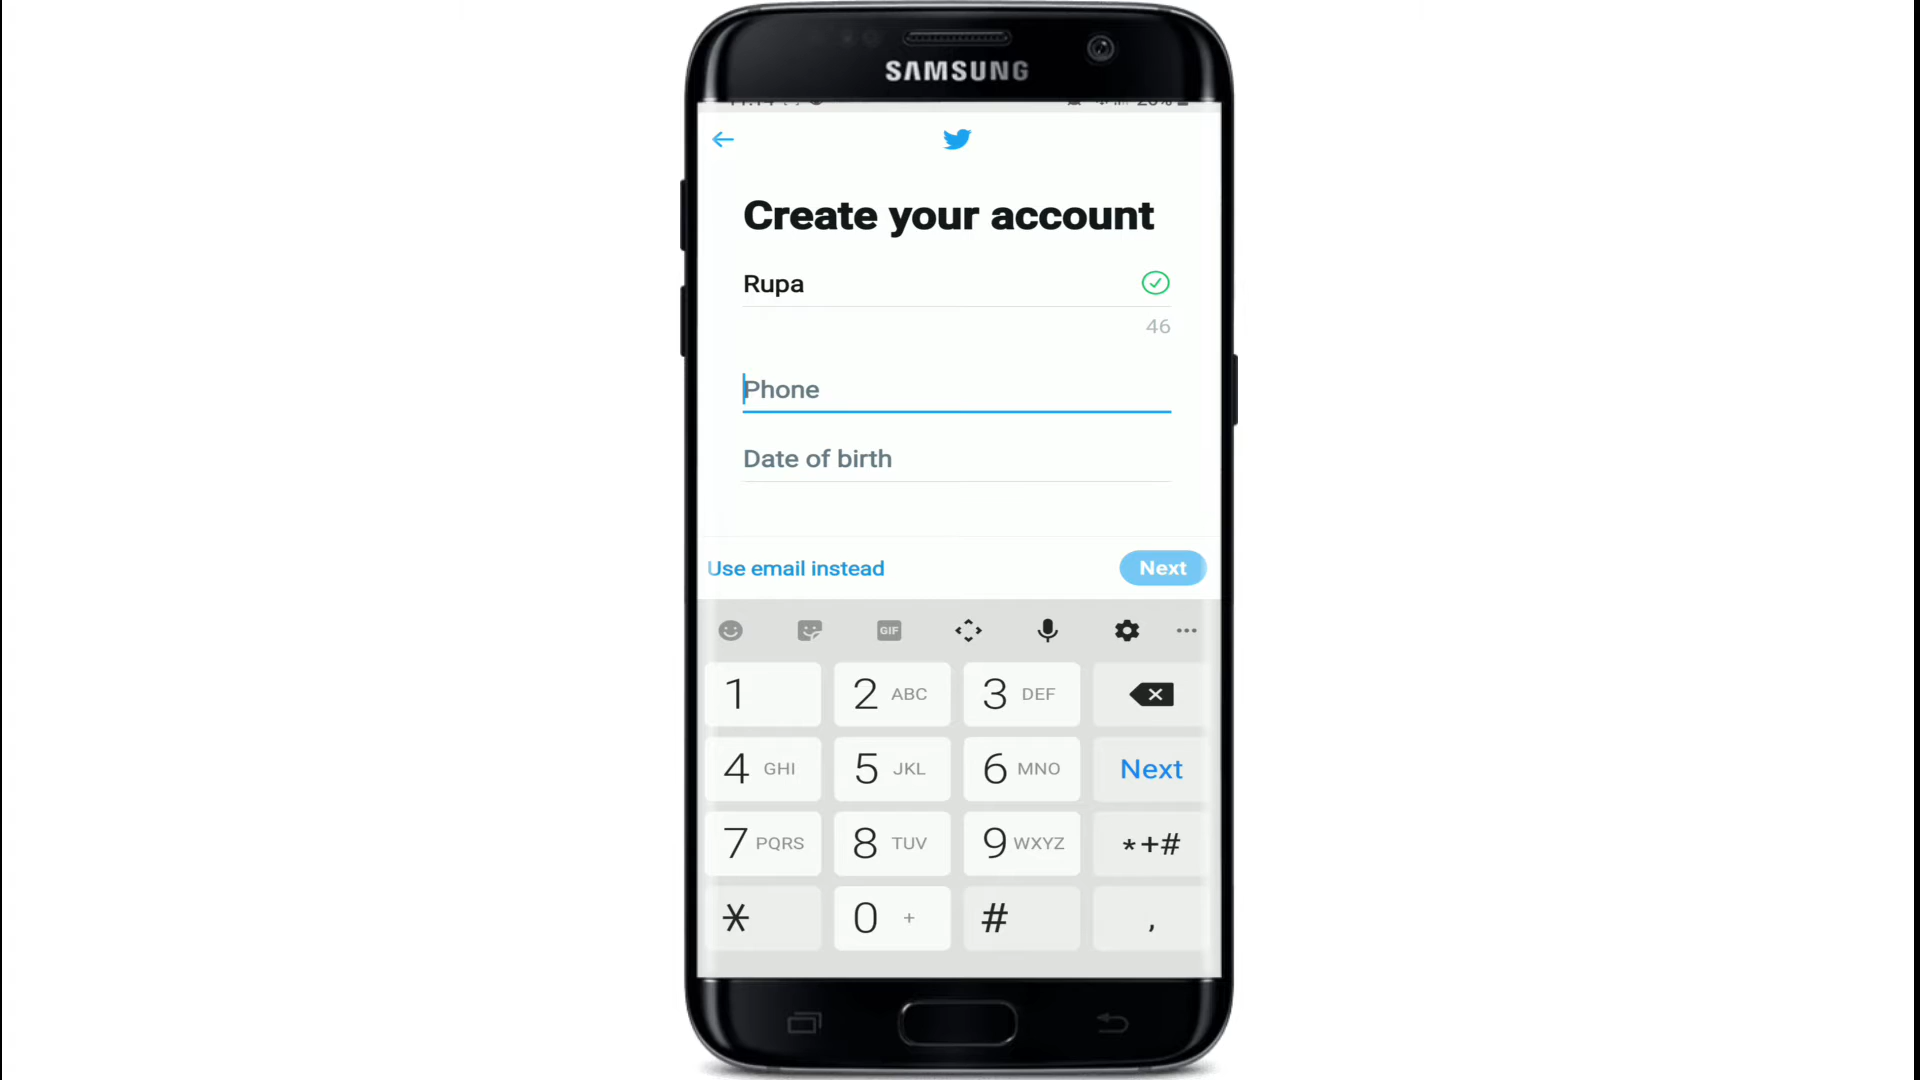 SAMSUNG
Create your account
Rupa
46
Phone
Date of birth
Use email instead
Next
GIF
1
2 ABC
3 DEF
4 GHI
5 JKL
6 MNO
Next
7 PQRS
8 TUV
9 WXYZ
*+#
*
0 +
#
,